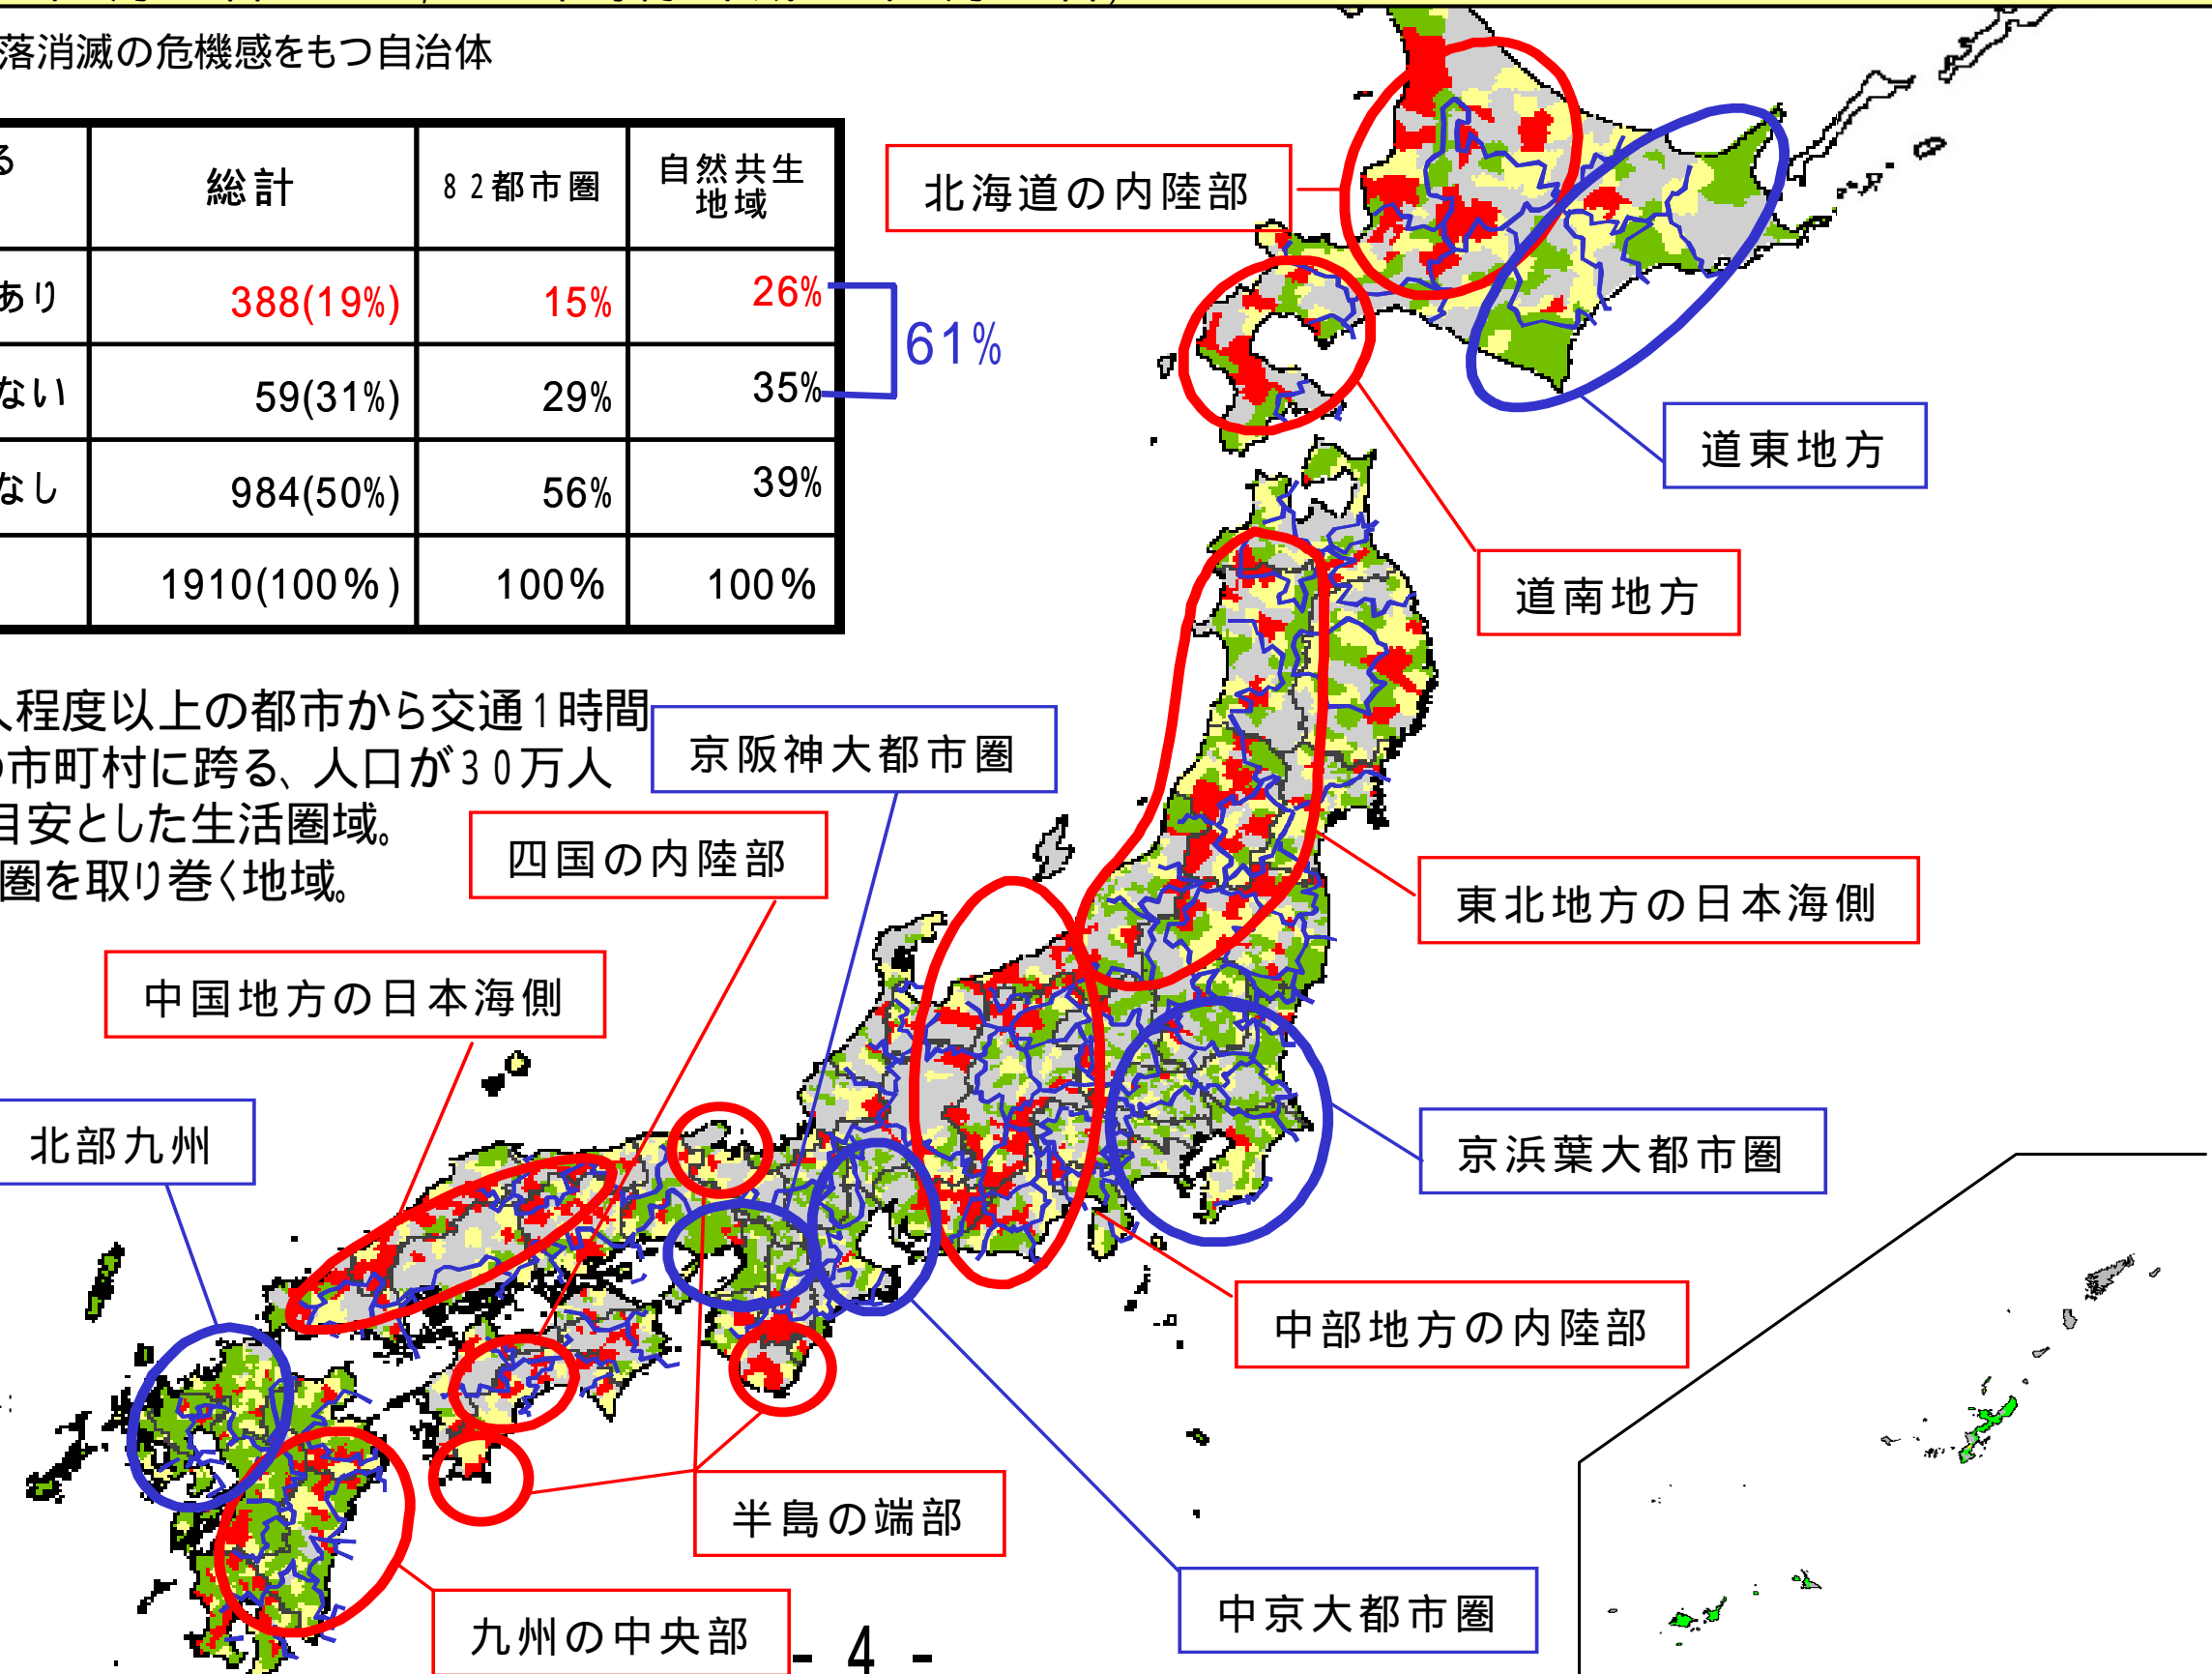 落消滅の危機感をもつ自治体
る 総計 82都市圏 自然共生
地域
あり 388(19%) 15% 26%
61%
ない 59(31%) 29% 35%
なし 984(50%) 56% 39%
1910(100%) 100% 100%
人程度以上の都市から交通1時間
市町村に跨る、人口が30万人
目安とした生活圏域。
圏を取り巻く地域。
北海道の内陸部
道東地方
道南地方
京阪神大都市圏
四国の内陸部
東北地方の日本海側
中国地方の日本海側
北部九州
京浜葉大都市圏
中部地方の内陸部
半島の端部
中京大都市圏
九州の中央部
- 4 -